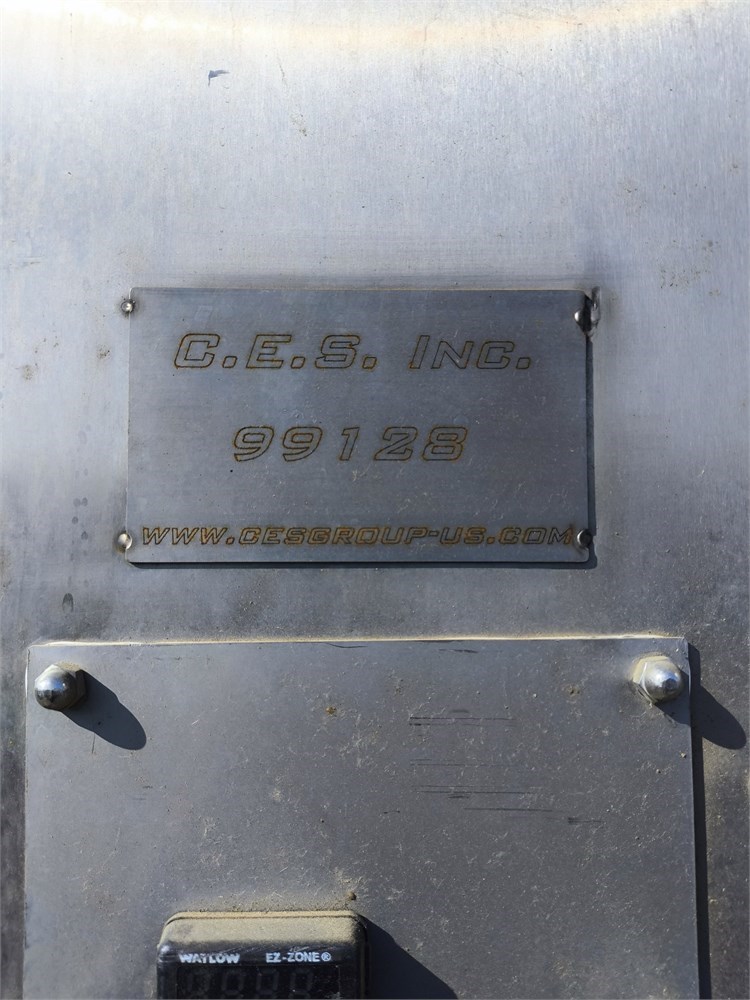 C.E.S. INC.
99128
WWW.CESGROUP-US.COM
WATLOW EZ-ZONE®